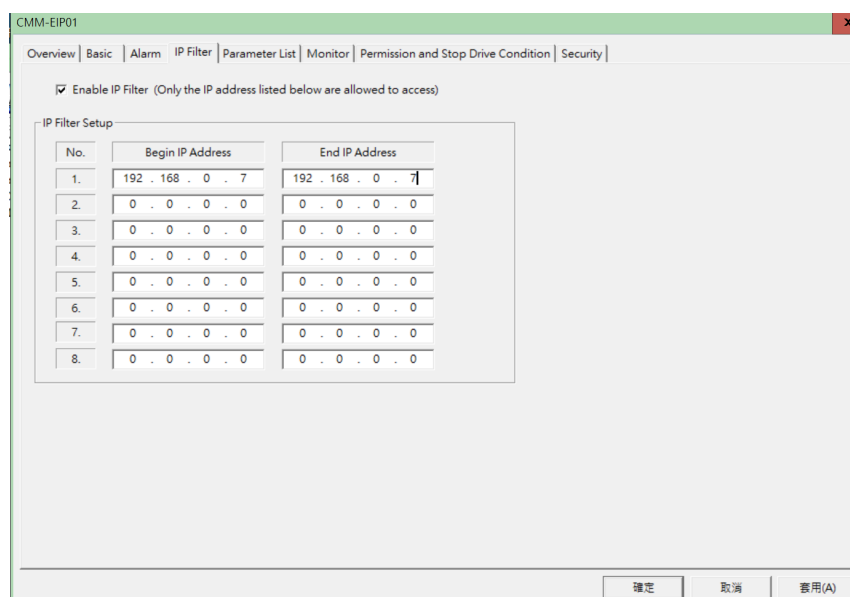 CMM-EIP01
x
Overview Basic Alarm IP Filter Parameter List Monitor Permission and Stop Drive Condition Security
Enable IP Filter (Only the IP address listed below are allowed to access)
IP Filter Setup
No. Begin IP Address End IP Address
1. 192 . 168 . 0 . 7 192 . 168 . 0 . 7
2. 0 . 0 . 0 . 0 0 . 0 . 0 . 0
3. 0 . 0 . 0 . 0 0 . 0 . 0 . 0
4. 0 . 0 . 0 . 0 0 . 0 . 0 . 0
5. 0 . 0 . 0 . 0 0 . 0 . 0 . 0
6. 0 . 0 . 0 . 0 0 . 0 . 0 . 0
7. 0 . 0 . 0 . 0 0 . 0 . 0 . 0
8. 0 . 0 . 0 . 0 0 . 0 . 0 . 0
確定 取消 套用(A)